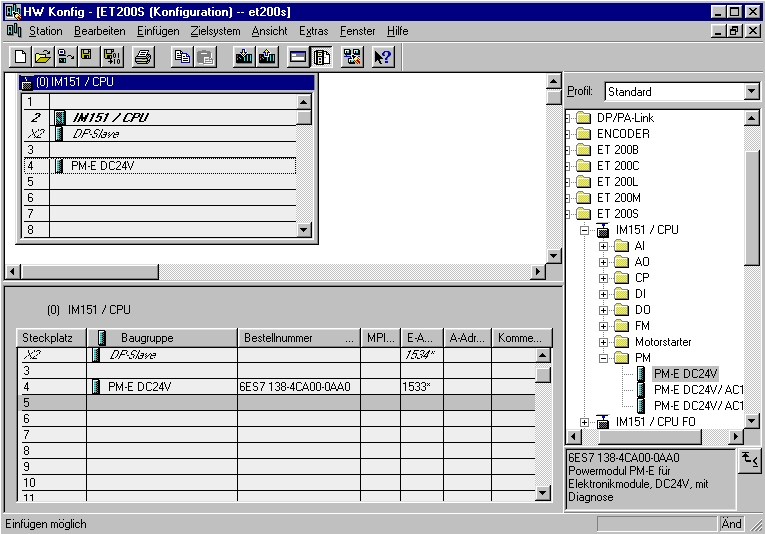 HW Konfig - [ET200S (Konfiguration) -- et200s]
Station Bearbeiten Einfügen Zielsystem Ansicht Extras Fenster Hilfe
(0) IM151 / CPU
1
2 IM151 / CPU
X2 DP-Slave
3
4 PM-E DC24V
5
6
7
8
Profil: Standard
DP/PA-Link
ENCODER
ET 200B
ET 200C
ET 200L
ET 200M
ET 200S
IM151 / CPU
AI
AO
CP
DI
DO
FM
Motorstarter
PM
PM-E DC24V
PM-E DC24V/ AC1
PM-E DC24V/ AC1
IM151 / CPU FO
(0) IM151 / CPU
Steckplatz Baugruppe Bestellnummer ... MPI... E-A... A-Adr... Komme...
X2 DP-Slave 1534*
3
4 PM-E DC24V 6ES7 138-4CA00-0AA0 1533*
5
6
7
8
9
10
11
6ES7 138-4CA00-0AA0
Powermodul PM-E für
Elektronikmodule, DC24V, mit
Diagnose
Einfügen möglich Änd